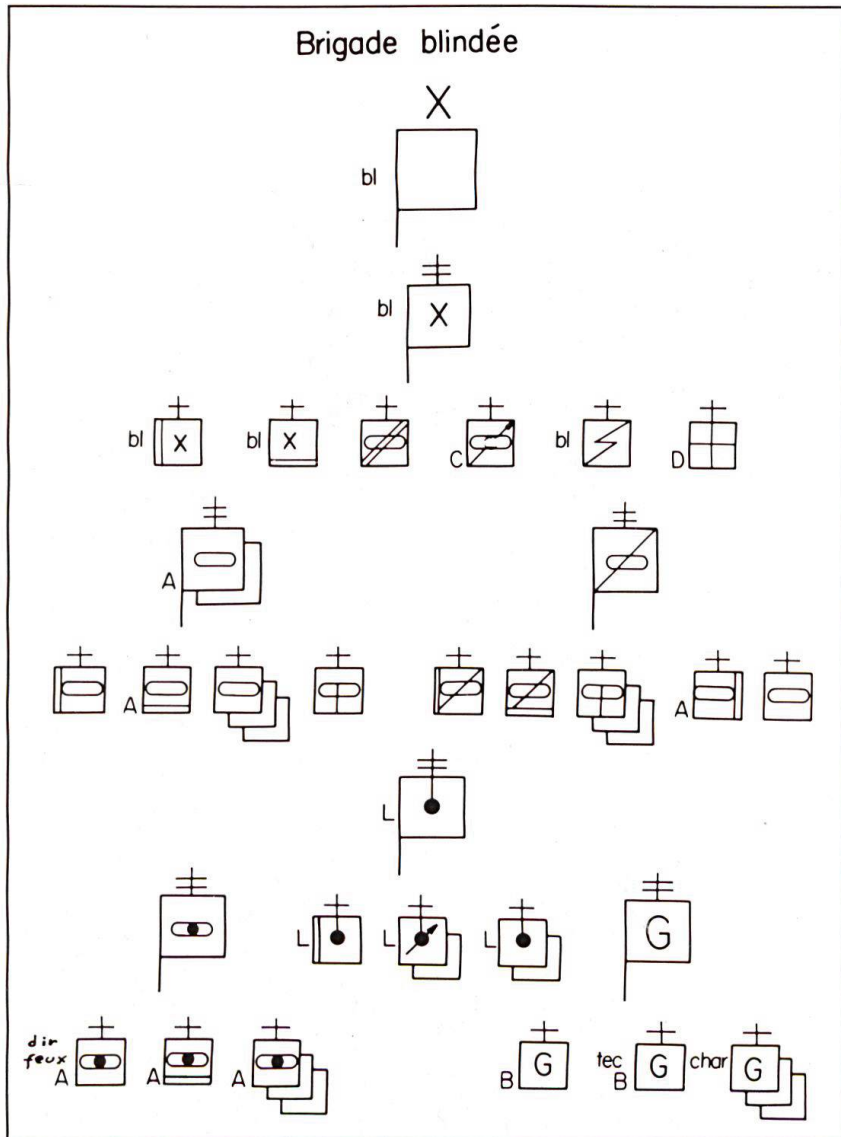 Brigade blindée
X
bl
bl X
bl X bl X C bl D
A
A A
L
L L L G
dir
feux A A A B G tec
B G char G